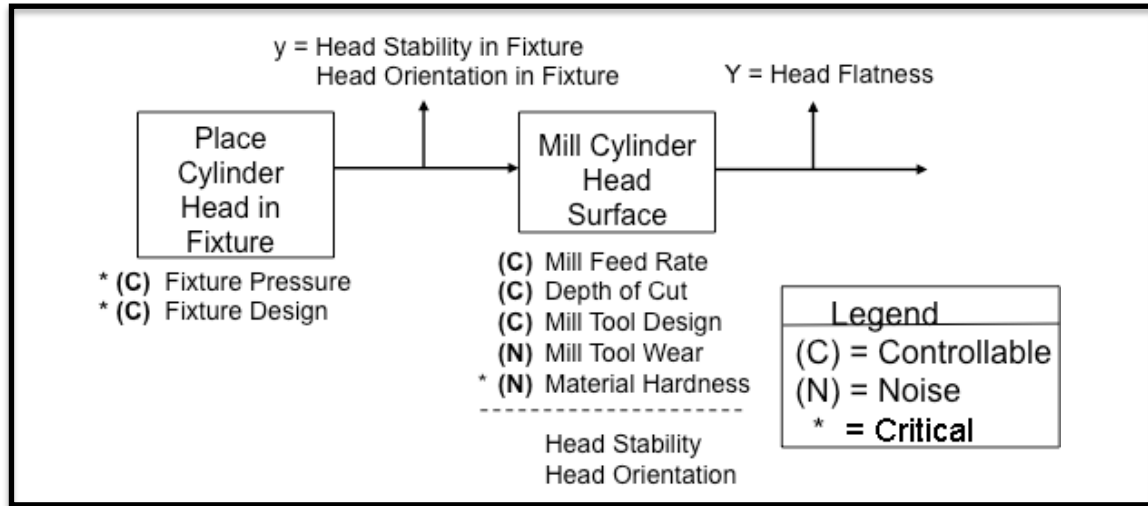 y = Head Stability in Fixture
Head Orientation in Fixture
Y = Head Flatness
Place
Cylinder
Head in
Fixture
* (C) Fixture Pressure
* (C) Fixture Design
Mill Cylinder
Head
Surface
(C) Mill Feed Rate
(C) Depth of Cut
(C) Mill Tool Design
(N) Mill Tool Wear
* (N) Material Hardness
Head Stability
Head Orientation
Legend
(C) = Controllable
(N) = Noise
* = Critical